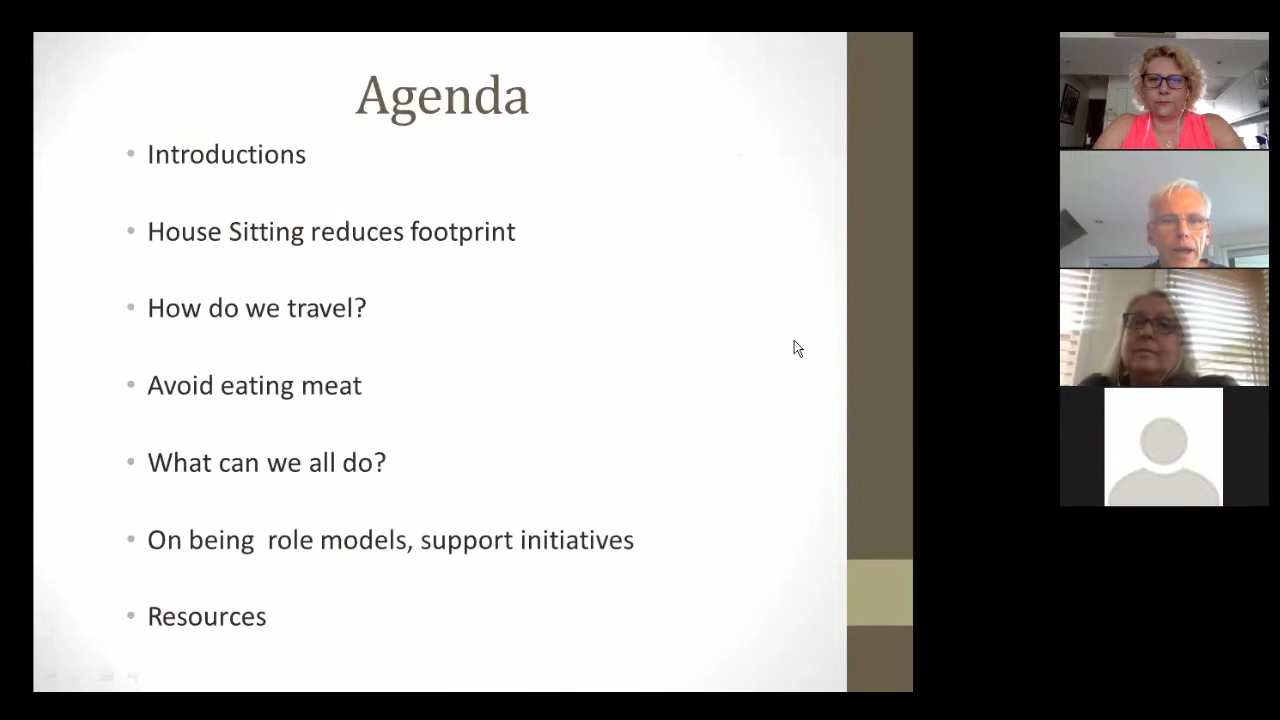 Agenda
Introductions
House Sitting reduces footprint
How do we travel?
Avoid eating meat
What can we all do?
On being  role models, support initiatives
Resources